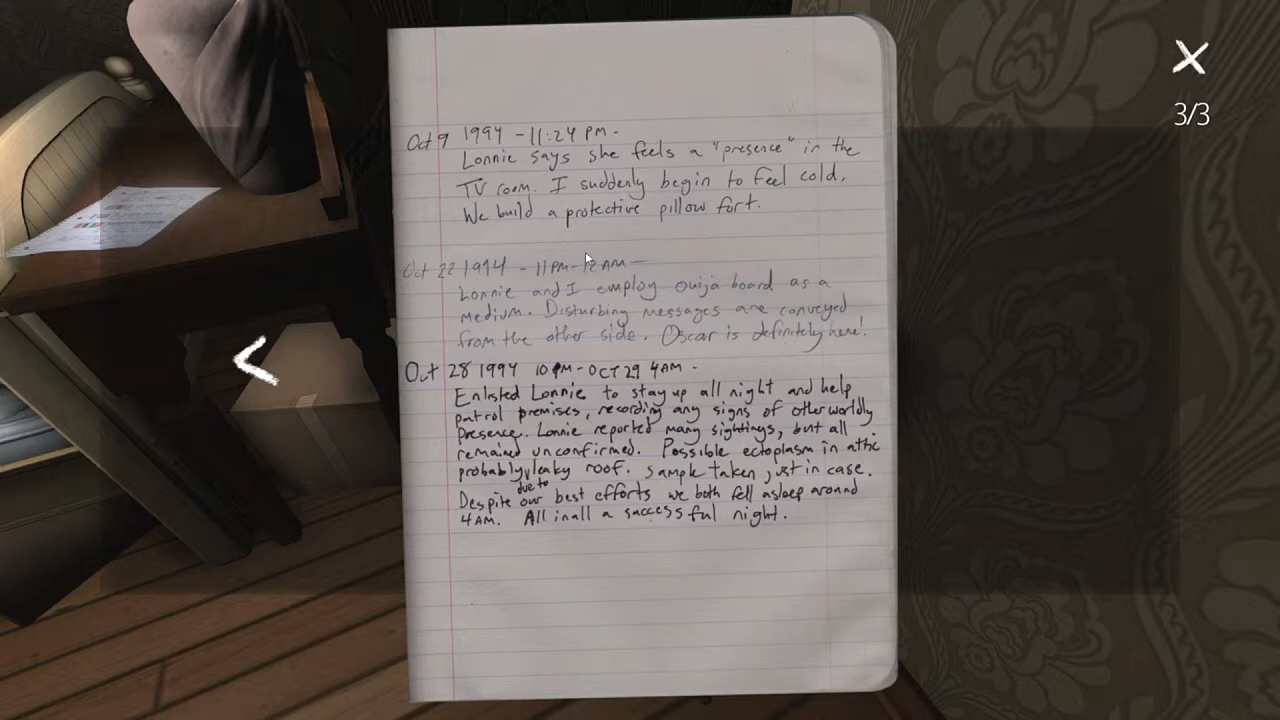 3/3
Oct 9 1994 - 11:24 PM -
Lonnie says she feels a "presence" in the
TV room. I suddenly begin to feel cold.
We build a protective pillow fort.
Oct 22 1994 - 11 PM - 12 AM -
Lonnie and I employ ouija board as a
medium. Disturbing messages are conveyed
from the other side. Oscar is definitely here!
Oct 28 1994 10 PM - OCT 29 4AM -
Enlisted Lonnie to stay up all night and help
patrol premises, recording any signs of otherworldly
presence. Lonnie reported many sightings, but all
remained unconfirmed. Possible ectoplasm in attic
probably due to leaky roof. Sample taken just in case.
Despite our best efforts we both fell asleep around
4AM. All in all a successful night.